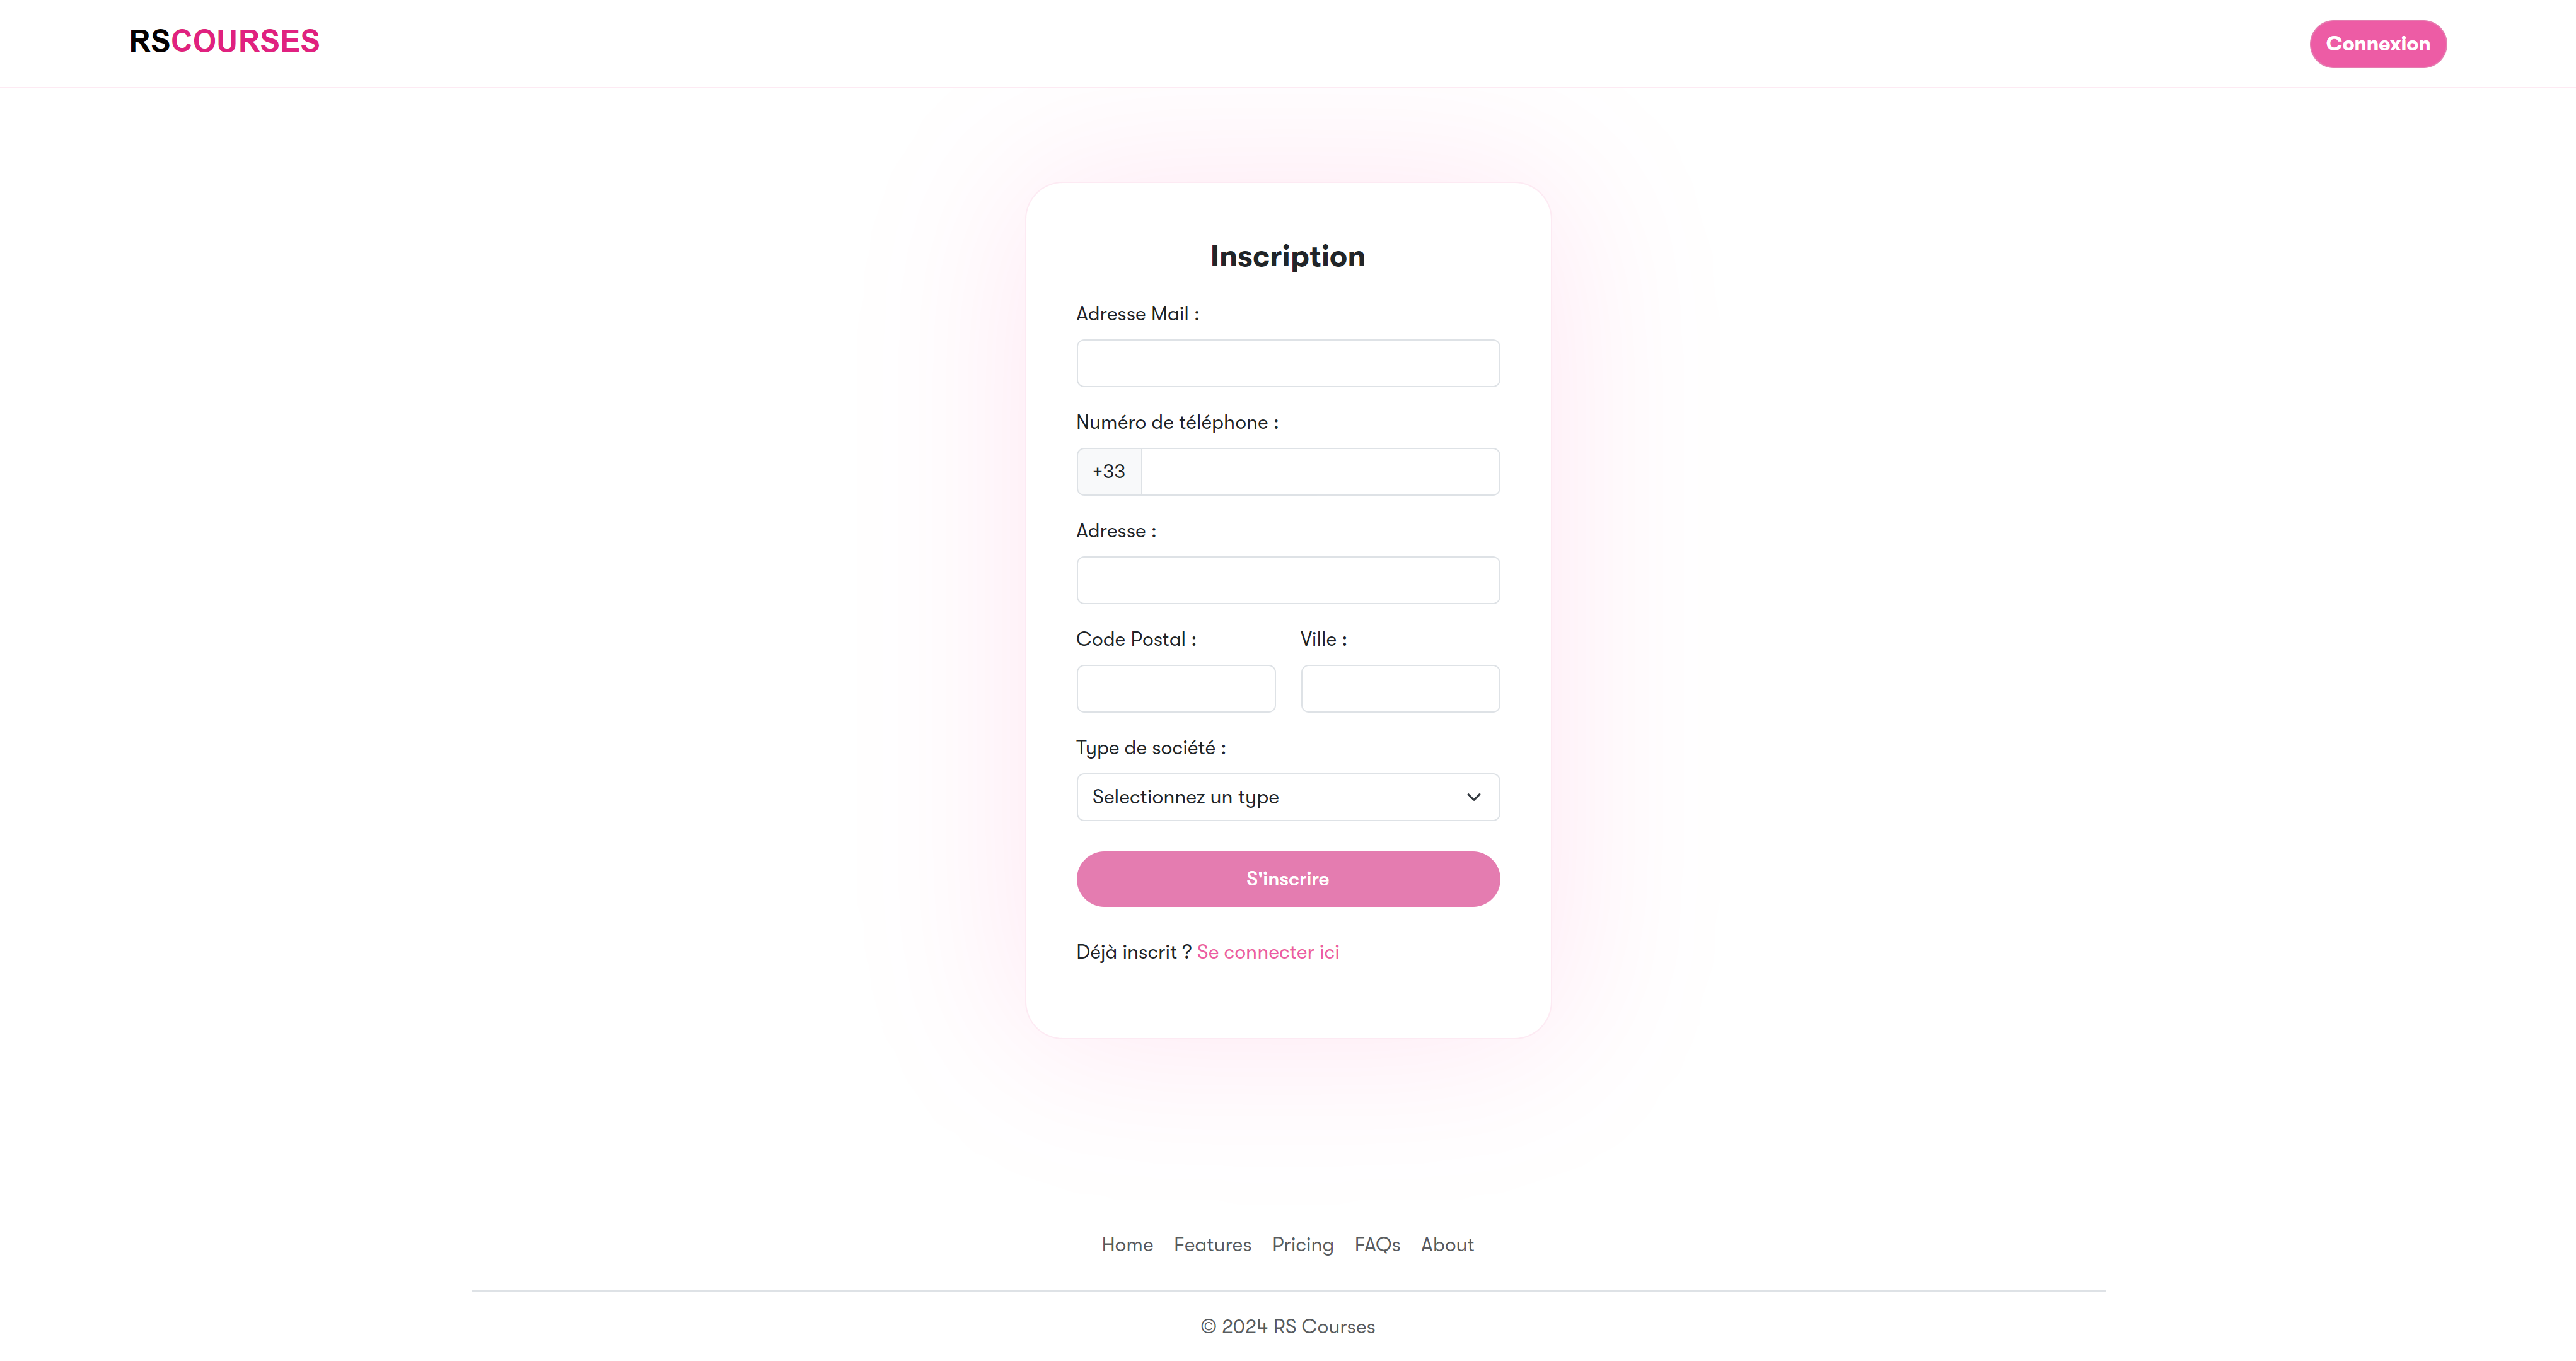 RSCOURSES
Connexion
Inscription
Adresse Mail :
Numéro de téléphone :
+33
Adresse :
Code Postal : Ville :
Type de société :
Selectionnez un type
S'inscrire
Déjà inscrit ? Se connecter ici
Home Features Pricing FAQs About
© 2024 RS Courses